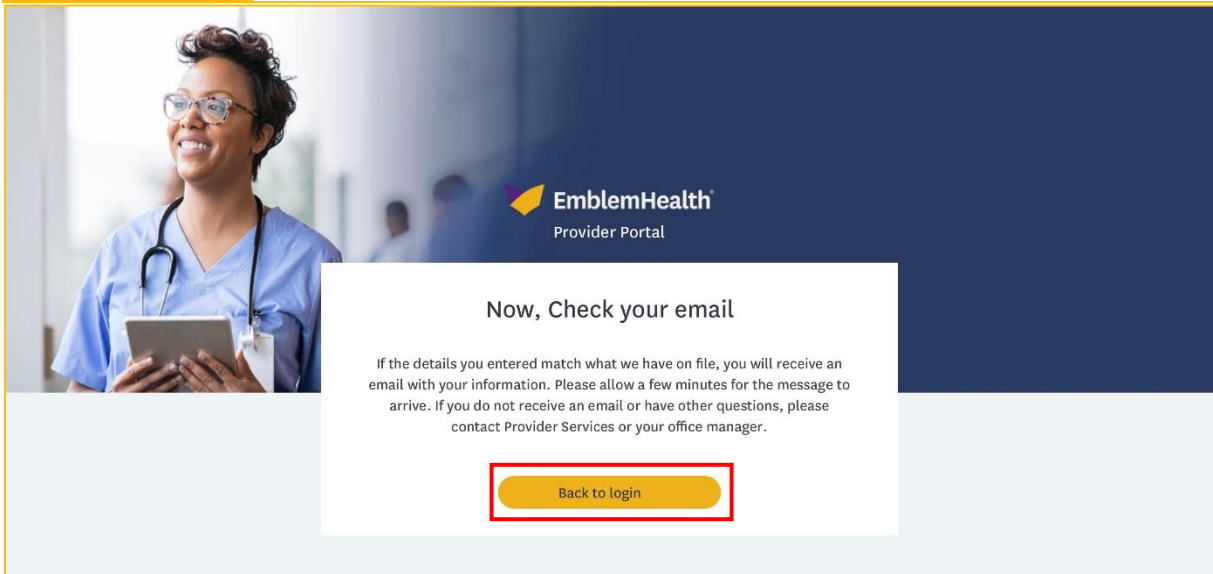 EmblemHealth
Provider Portal
Now, Check your email
If the details you entered match what we have on file, you will receive an
email with your information. Please allow a few minutes for the message to
arrive. If you do not receive an email or have other questions, please
contact Provider Services or your office manager.
Back to login